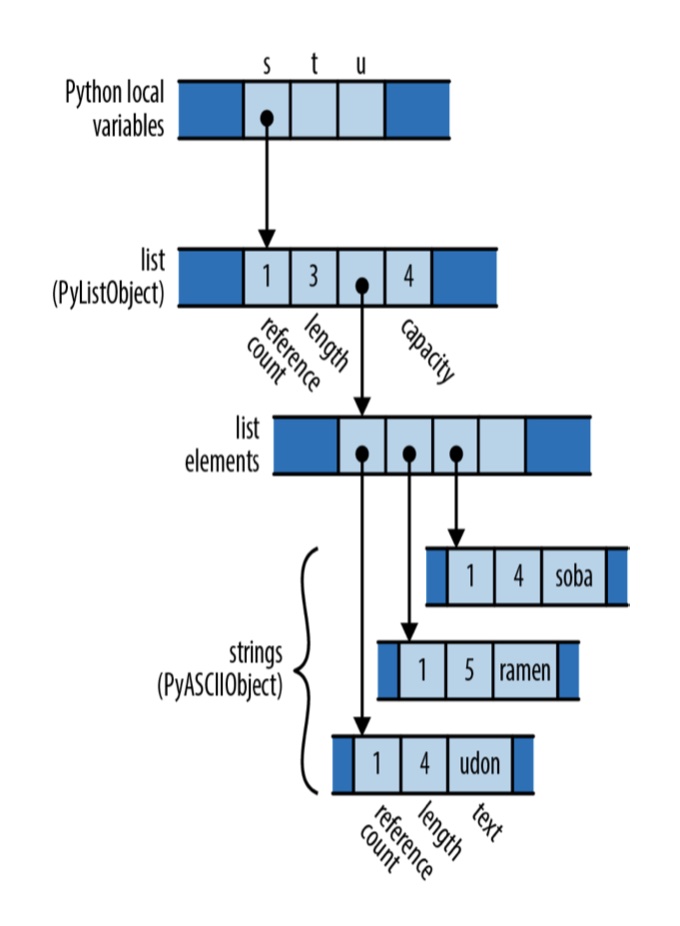 s t u
Python local
variables
list
(PyListObject)
1 3 4
reference
count
length
capacity
list
elements
1 4 soba
strings
(PyASCIIObject)
1 5 ramen
1 4 udon
reference
count
length
text